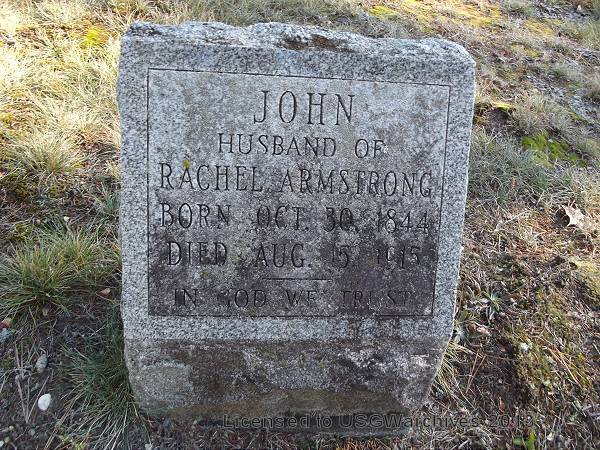 JOHN
HUSBAND OF
RACHEL ARMSTRONG
BORN OCT. 30, 1844
DIED AUG. 15, 1915
IN GOD WE TRUST
Licensed to USGWarchives 2019